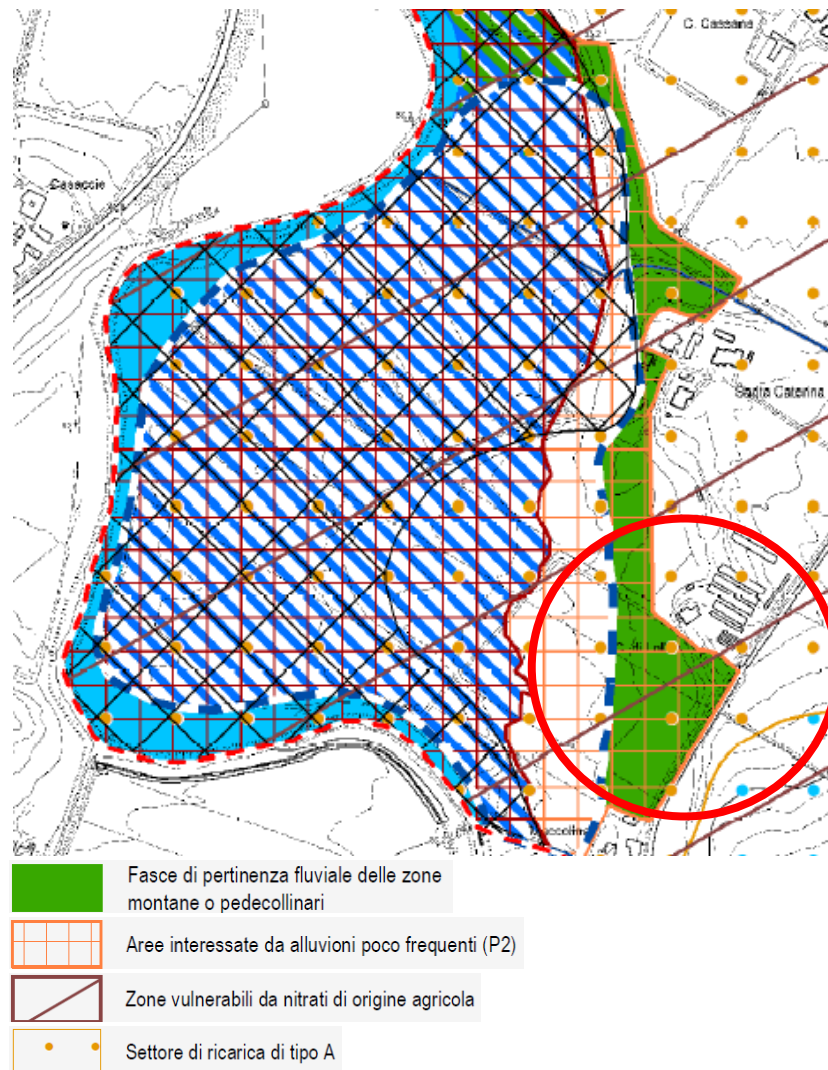 C. Cassana
Casaccie
Santa Caterina
Fasce di pertinenza fluviale delle zone
montane o pedecollinari
Aree interessate da alluvioni poco frequenti (P2)
Zone vulnerabili da nitrati di origine agricola
Settore di ricarica di tipo A